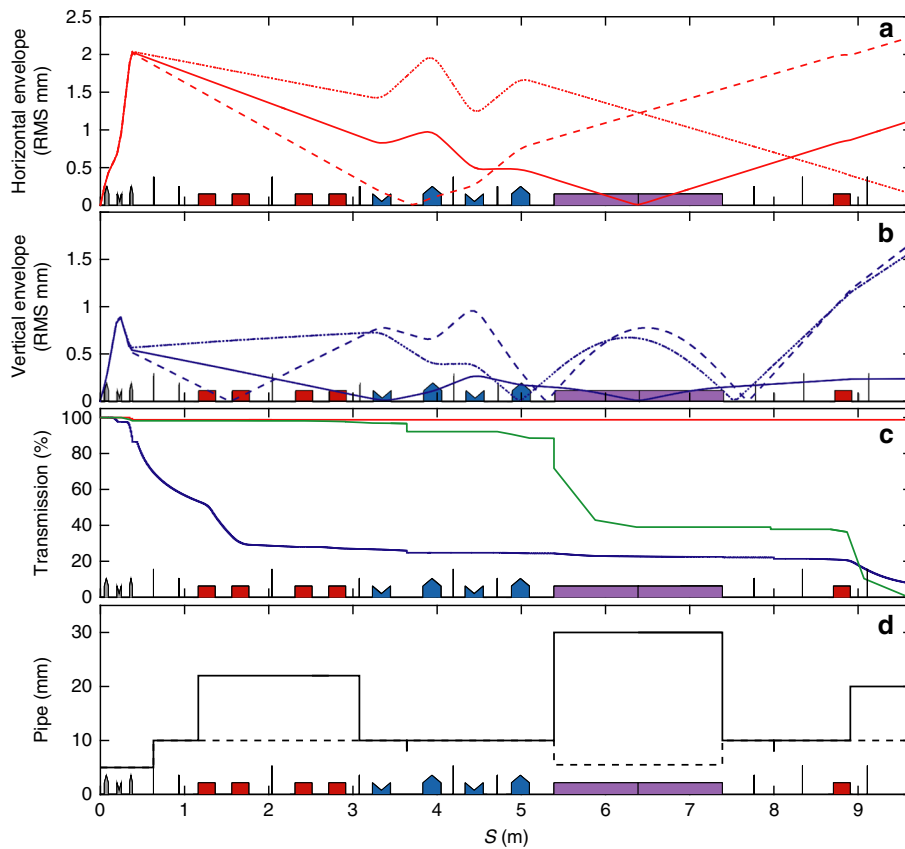 2.5
2
1.5
1
0.5
0
Horizontal envelope
(RMS mm)
a
1.5
1
0.5
0
Vertical envelope
(RMS mm)
b
100
80
60
40
20
0
Transmission (%)
c
30
20
10
0
Pipe (mm)
d
0 1 2 3 4 5 6 7 8 9
S (m)